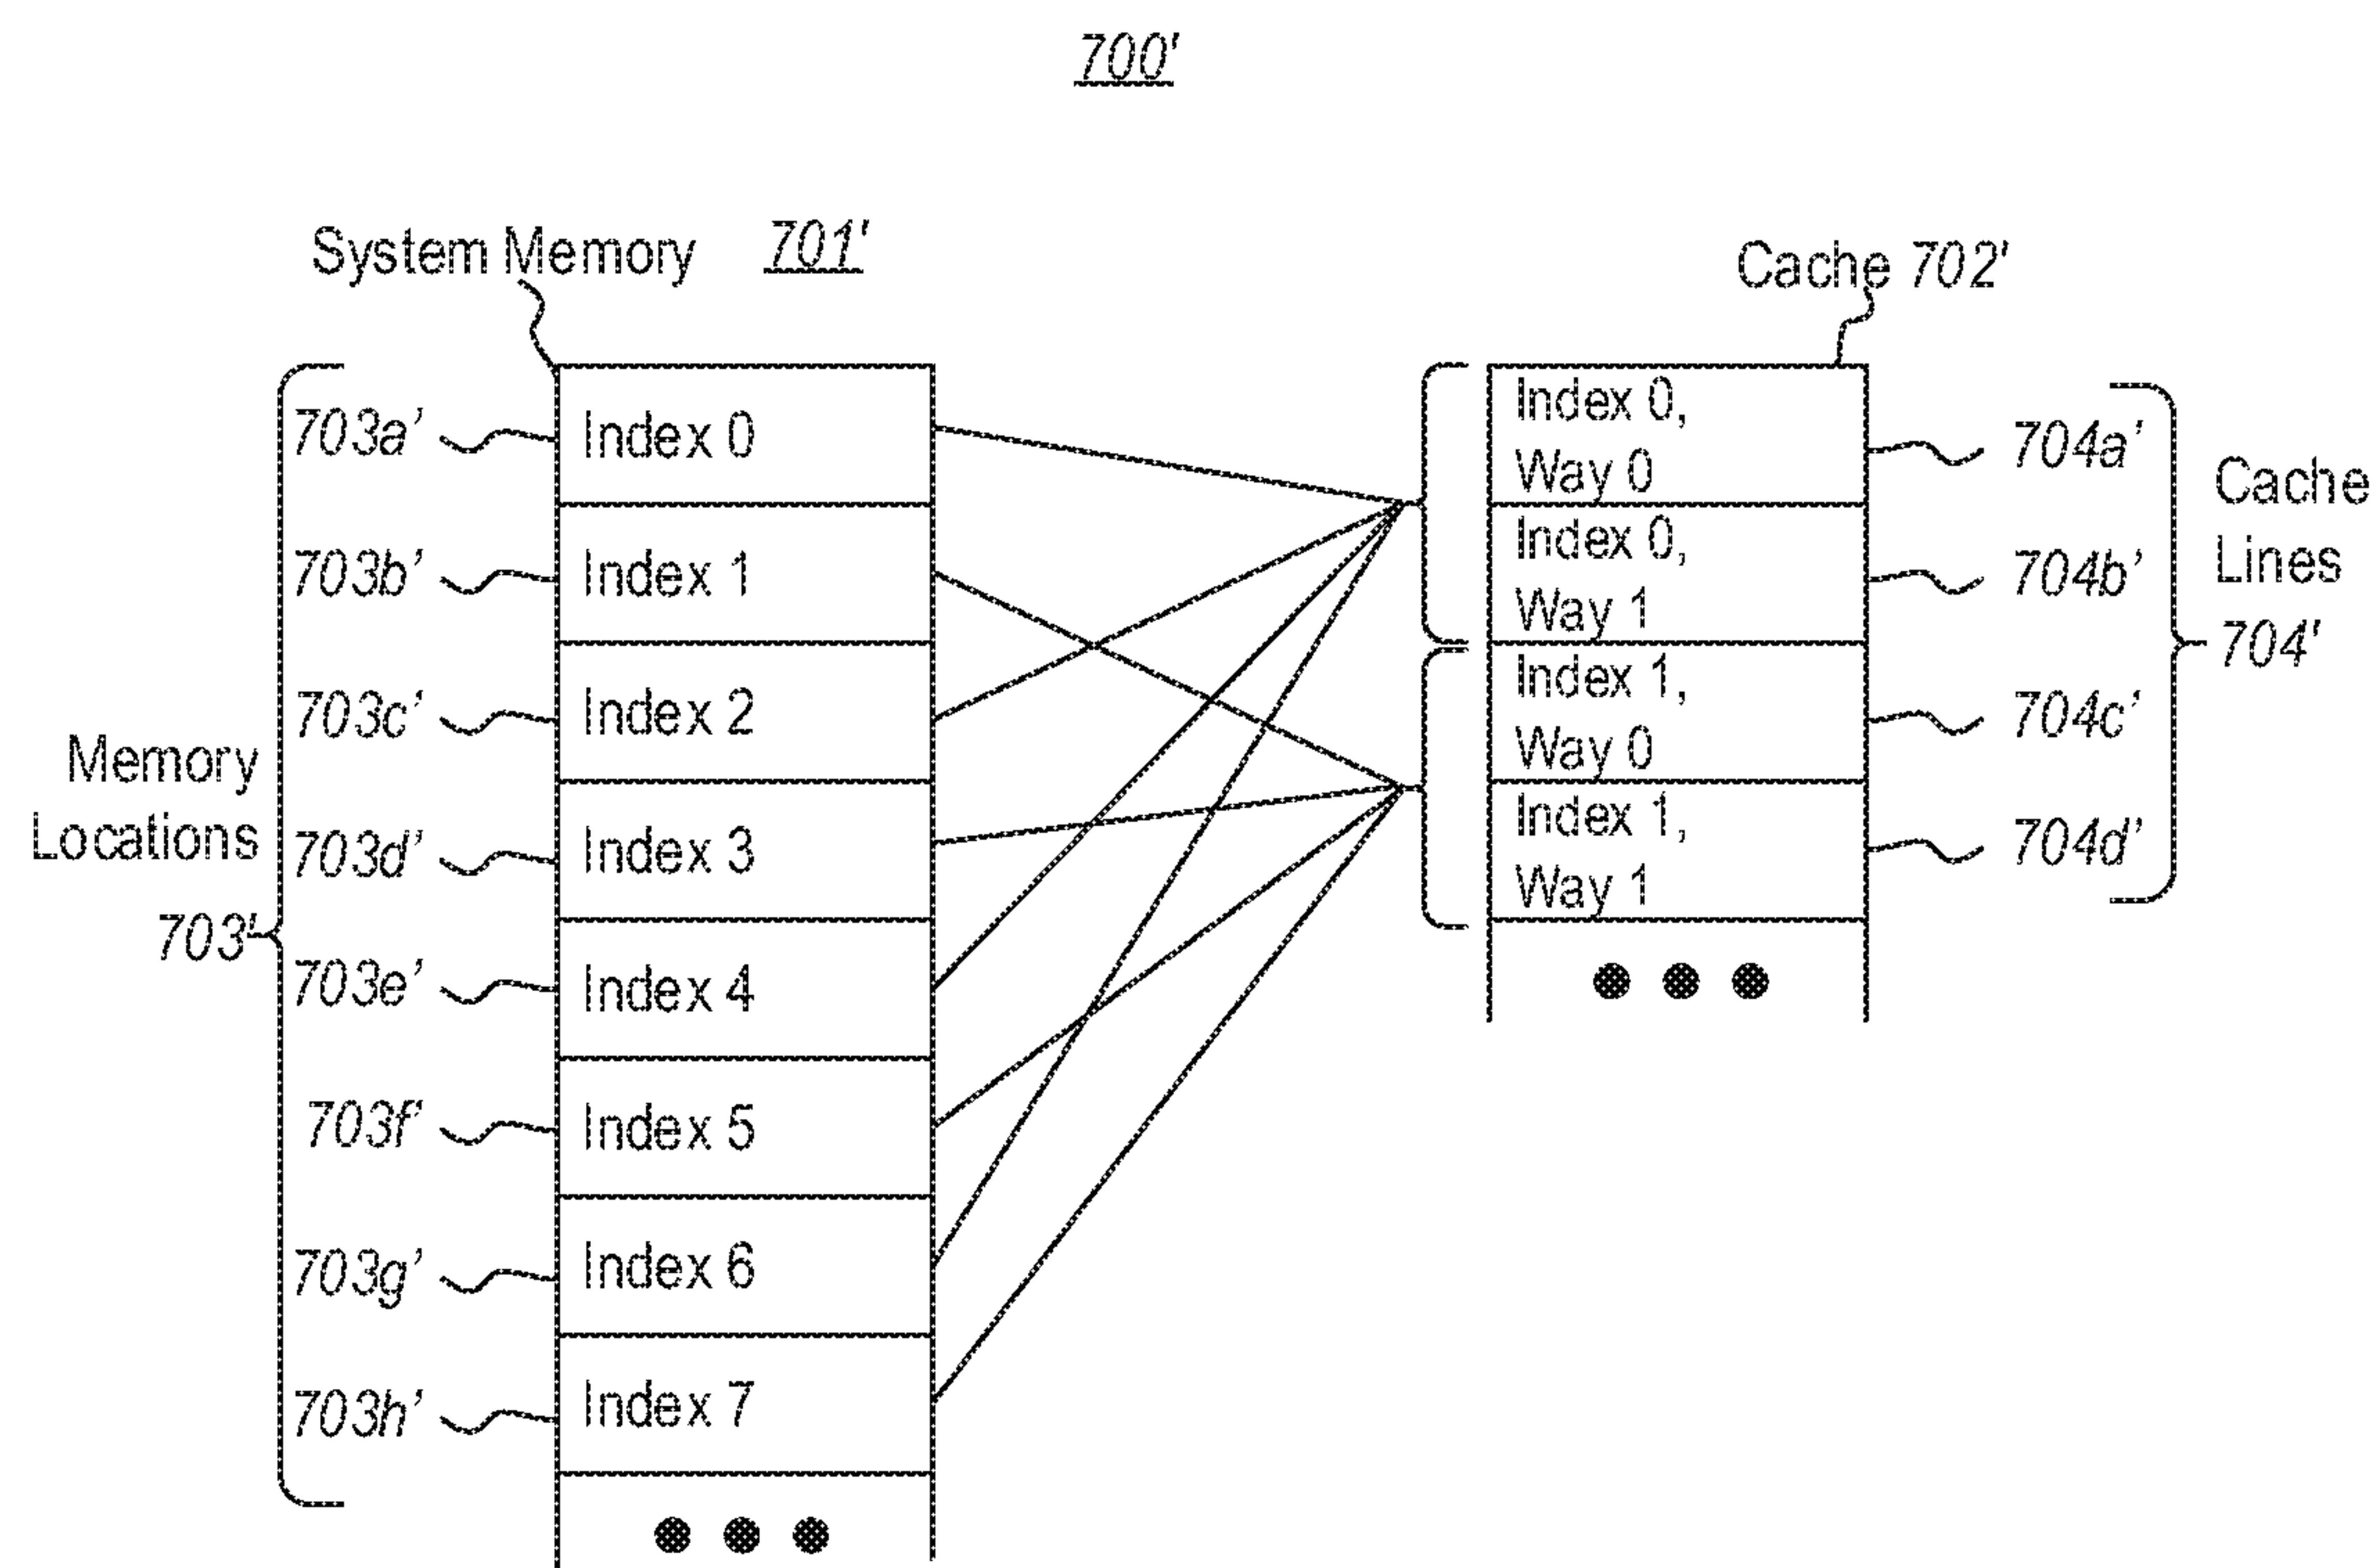 700'
System Memory 701'
Cache 702'
Memory
Locations
703'
703a'
703b'
703c'
703d'
703e'
703f'
703g'
703h'
Index 0
Index 1
Index 2
Index 3
Index 4
Index 5
Index 6
Index 7
Index 0,
Way 0
Index 0,
Way 1
Index 1,
Way 0
Index 1,
Way 1
704a'
704b'
704c'
704d'
Cache
Lines
704'